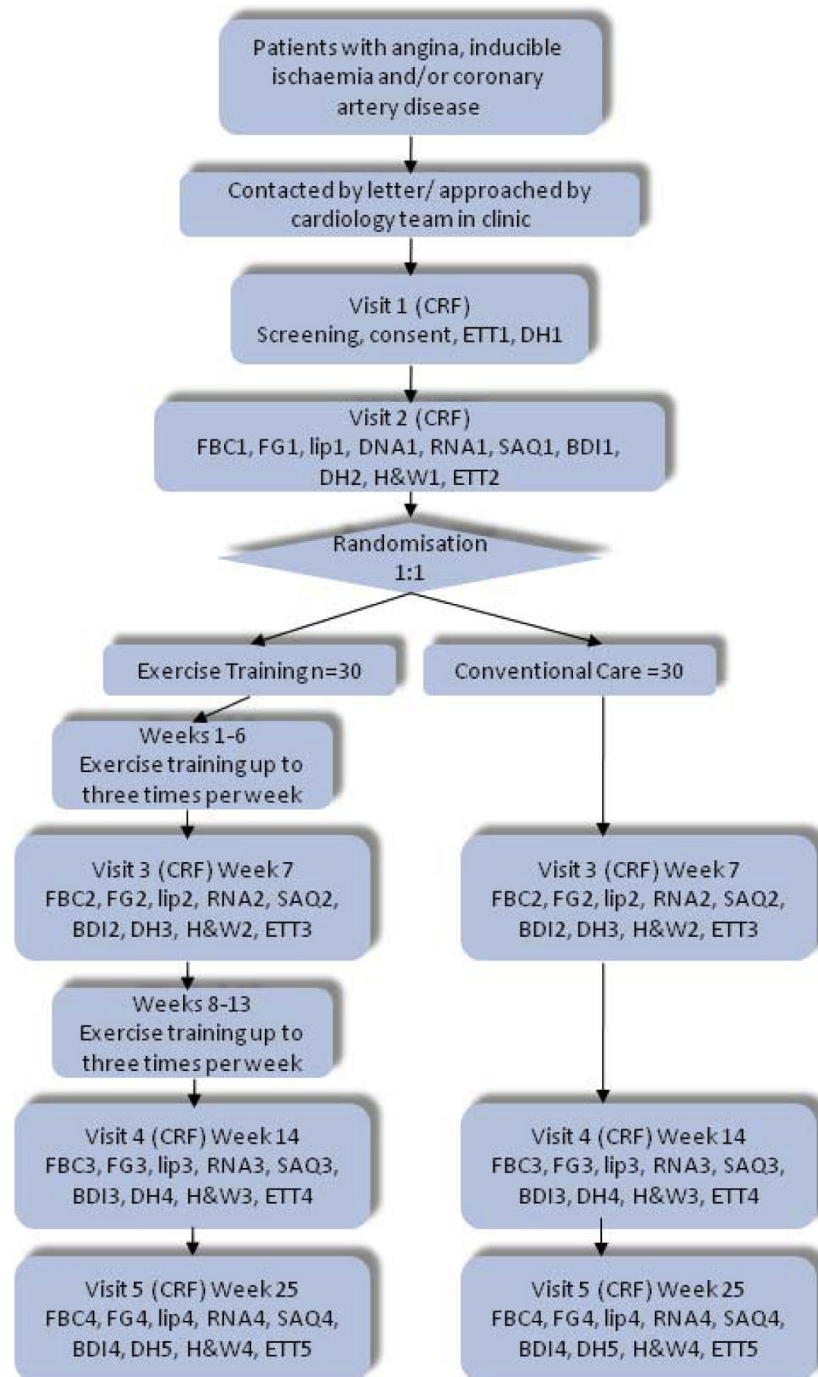 Patients with angina, inducible
ischaemia and/or coronary
artery disease
Contacted by letter/ approached by
cardiology team in clinic
Visit 1 (CRF)
Screening, consent, ETT1, DH1
Visit 2 (CRF)
FBC1, FG1, lip1, DNA1, RNA1, SAQ1, BDI1,
DH2, H&W1, ETT2
Randomisation
1:1
Exercise Training n=30
Conventional Care =30
Weeks 1-6
Exercise training up to
three times per week
Visit 3 (CRF) Week 7
FBC2, FG2, lip2, RNA2, SAQ2,
BDI2, DH3, H&W2, ETT3
Visit 3 (CRF) Week 7
FBC2, FG2, lip2, RNA2, SAQ2,
BDI2, DH3, H&W2, ETT3
Weeks 8-13
Exercise training up to
three times per week
Visit 4 (CRF) Week 14
FBC3, FG3, lip3, RNA3, SAQ3,
BDI3, DH4, H&W3, ETT4
Visit 4 (CRF) Week 14
FBC3, FG3, lip3, RNA3, SAQ3,
BDI3, DH4, H&W3, ETT4
Visit 5 (CRF) Week 25
FBC4, FG4, lip4, RNA4, SAQ4,
BDI4, DH5, H&W4, ETT5
Visit 5 (CRF) Week 25
FBC4, FG4, lip4, RNA4, SAQ4,
BDI4, DH5, H&W4, ETT5